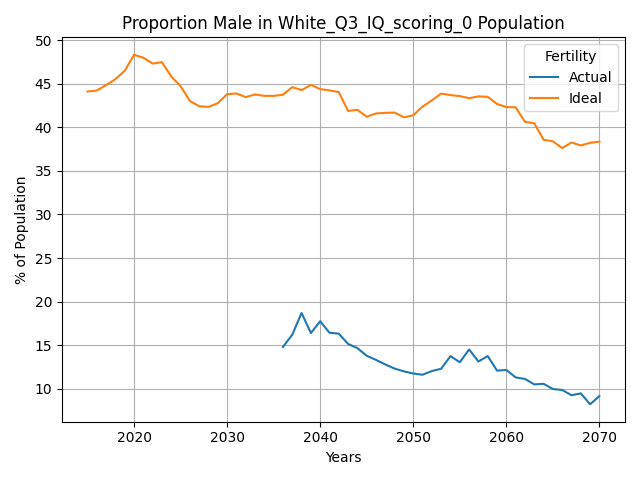 Proportion Male in White_Q3_IQ_scoring_0 Population
50
45
40
35
30
25
20
15
10
% of Population
Fertility
Actual
Ideal
2020 2030 2040 2050 2060 2070
Years